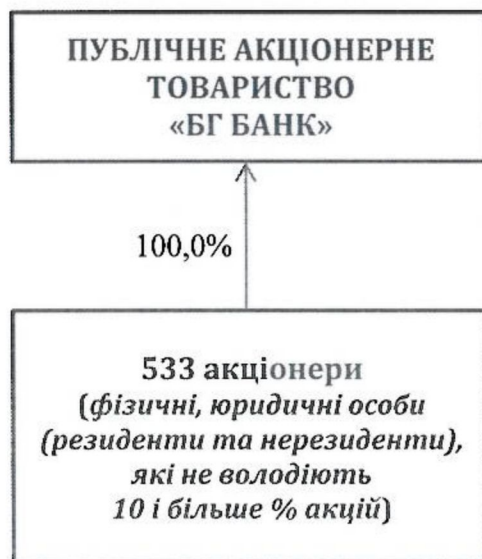 ПУБЛІЧНЕ АКЦІОНЕРНЕ
ТОВАРИСТВО
«БГ БАНК»
100,0%
533 акціонери
(фізичні, юридичні особи
(резиденти та нерезиденти),
які не володіють
10 і більше % акцій)